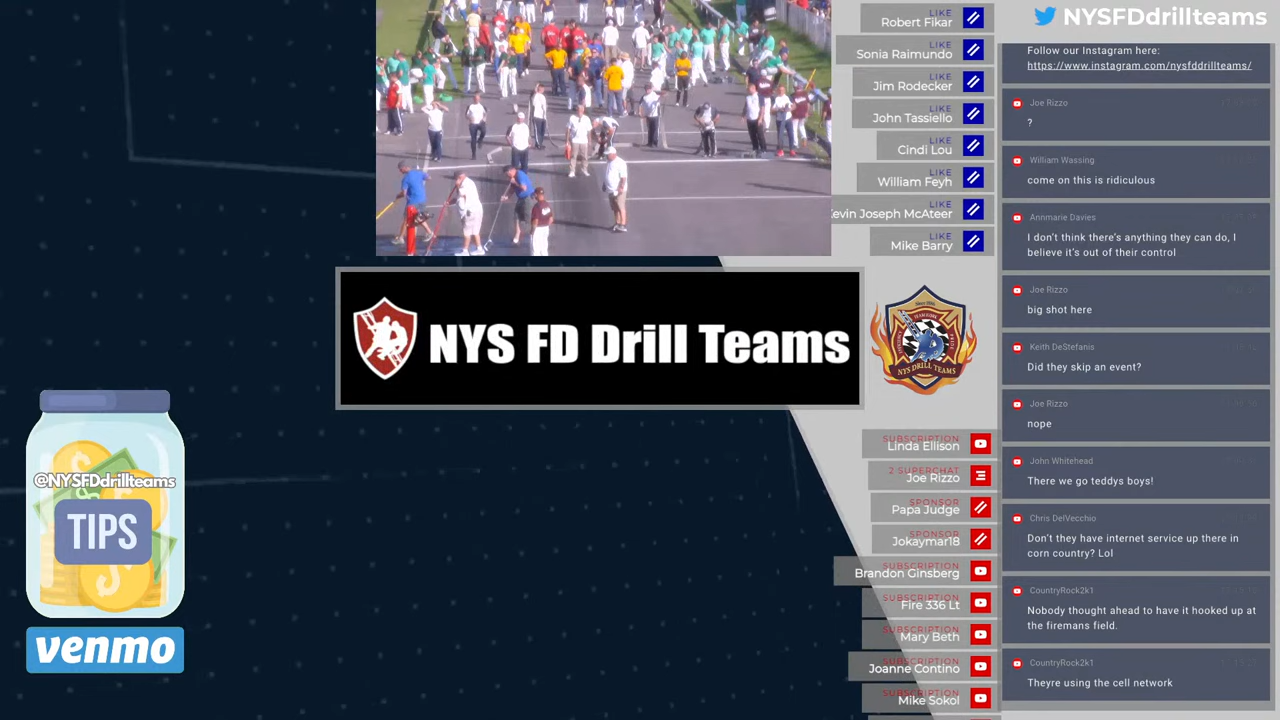 LIKE
Robert Fikar
LIKE
Sonia Raimundo
LIKE
Jim Rodecker
LIKE
John Tassiello
LIKE
Cindi Lou
LIKE
William Feyh
LIKE
Kevin Joseph McAteer
LIKE
Mike Barry
NYSFDdrillteams
Follow our Instagram here:
https://www.instagram.com/nysfddrillteams/
Joe Rizzo
?
William Wassing
come on this is ridiculous
Annmarie Davies
I don't think there's anything they can do, I
believe it's out of their control
Joe Rizzo
big shot here
Keith DeStefanis
Did they skip an event?
Joe Rizzo
nope
John Whitehead
There we go teddys boys!
Chris DelVecchio
Don't they have internet service up there in
corn country? Lol
CountryRock2k1
Nobody thought ahead to have it hooked up at
the firemans field.
CountryRock2k1
Theyre using the cell network
NYS FD Drill Teams
NYS DRILL TEAMS
@NYSFDdrillteams
TIPS
venmo
SUBSCRIPTION
Linda Ellison
2 SUPERCHAT
Joe Rizzo
SPONSOR
Papa Judge
SPONSOR
Jokaymar18
SUBSCRIPTION
Brandon Ginsberg
SUBSCRIPTION
Fire 336 Lt
SUBSCRIPTION
Mary Beth
SUBSCRIPTION
Joanne Contino
SUBSCRIPTION
Mike Sokol